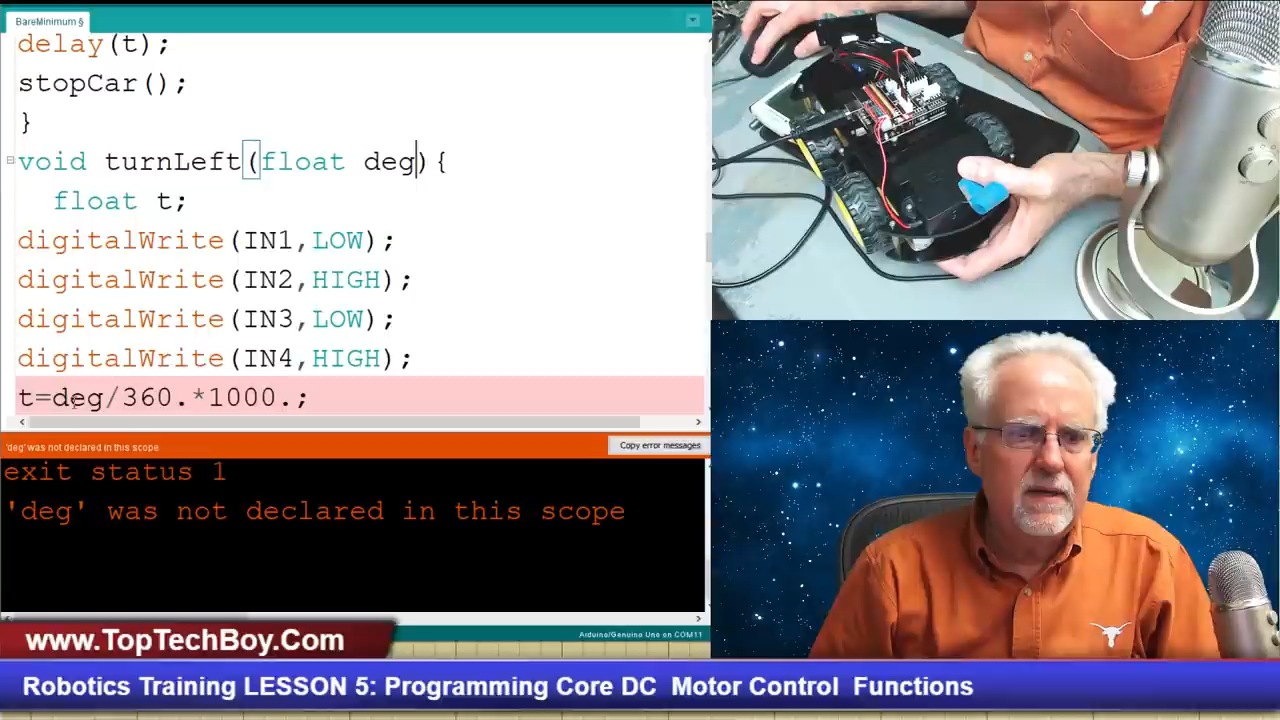 BareMinimum §
delay(t);
stopCar();
}
void turnLeft(float deg){
float t;
digitalWrite(IN1,LOW);
digitalWrite(IN2,HIGH);
digitalWrite(IN3,LOW);
digitalWrite(IN4,HIGH);
t=deg/360.*1000.;
'deg' was not declared in this scope
Copy error messages
exit status 1
'deg' was not declared in this scope
Arduino/Genuino Uno on COM11
www.TopTechBoy.Com
Robotics Training LESSON 5: Programming Core DC Motor Control Functions